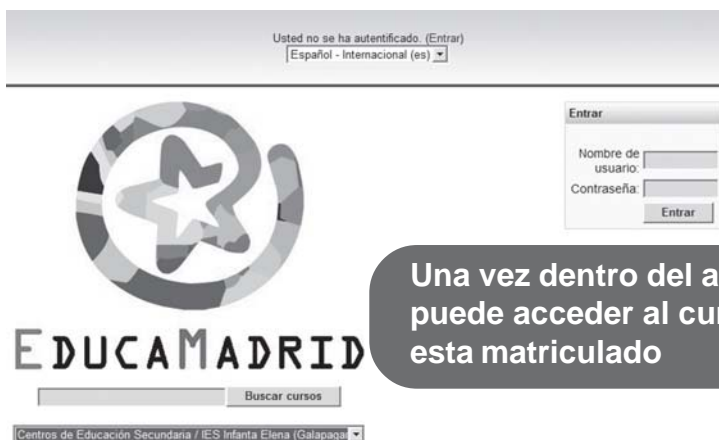 Usted no se ha autentificado. (Entrar)
Español - Internacional (es)
Entrar
Nombre de
usuario:
Contraseña:
Entrar
Una vez dentro del a
puede acceder al cu
esta matriculado
EDUCAMADRID
Buscar cursos
Centros de Educación Secundaria / IES Infanta Elena (Galapagar